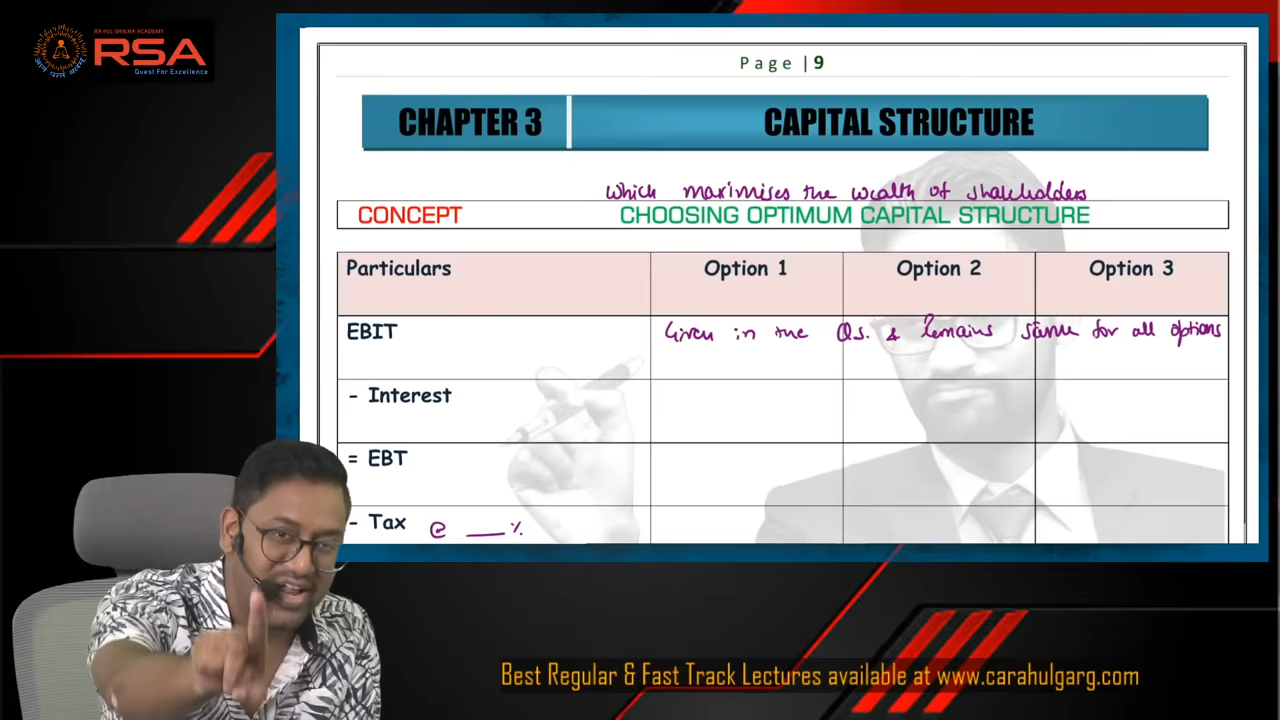 RAHUL SHIKHA ACADEMY
RSA
Quest For Excellence
Page | 9
CHAPTER 3
CAPITAL STRUCTURE
which maximises the wealth of shakeholders
CONCEPT
CHOOSING OPTIMUM CAPITAL STRUCTURE
Particulars Option 1 Option 2 Option 3
EBIT Given in the Qs. & Remains same for all options
- Interest
= EBT
- Tax @ ___%
Best Regular & Fast Track Lectures available at www.carahulgarg.com